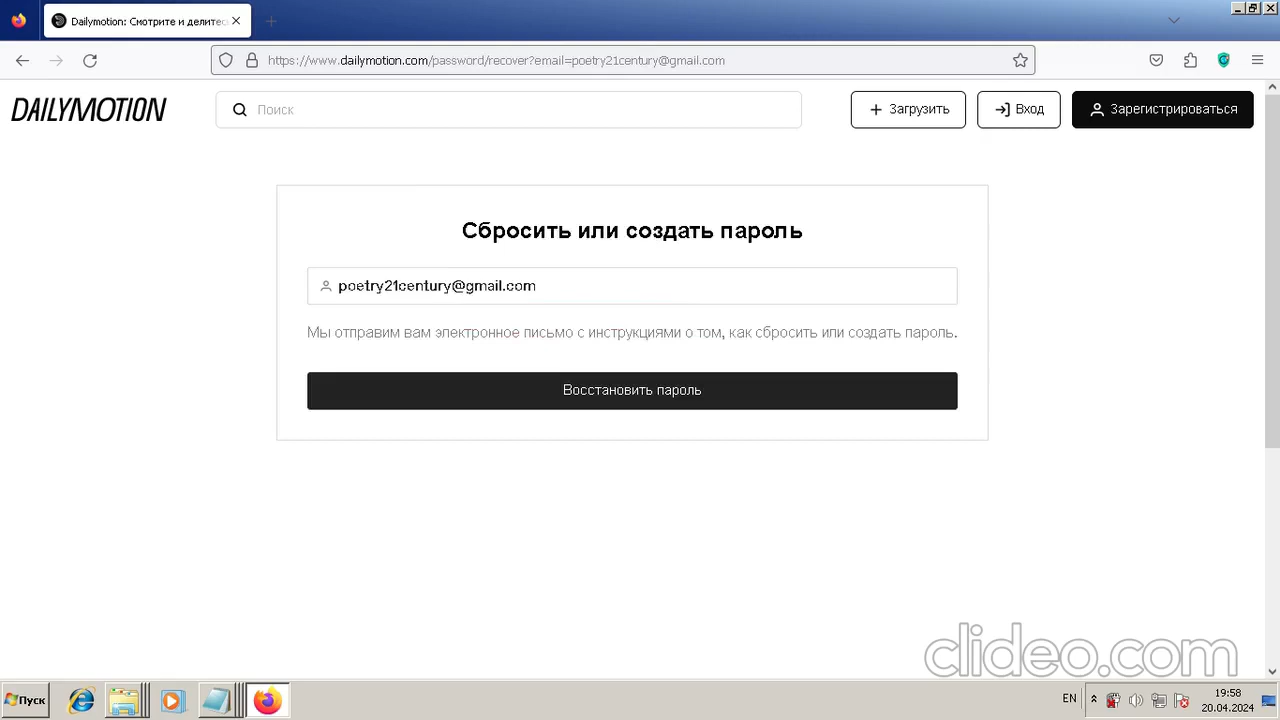 Dailymotion: Смотрите и делитес
https://www.dailymotion.com/password/recover?email=poetry21century@gmail.com
DAILYMOTION
Поиск
Загрузить
Вход
Зарегистрироваться
Сбросить или создать пароль
poetry21century@gmail.com
Мы отправим вам электронное письмо с инструкциями о том, как сбросить или создать пароль.
Восстановить пароль
clideo.com
Пуск
EN
19:58
20.04.2024